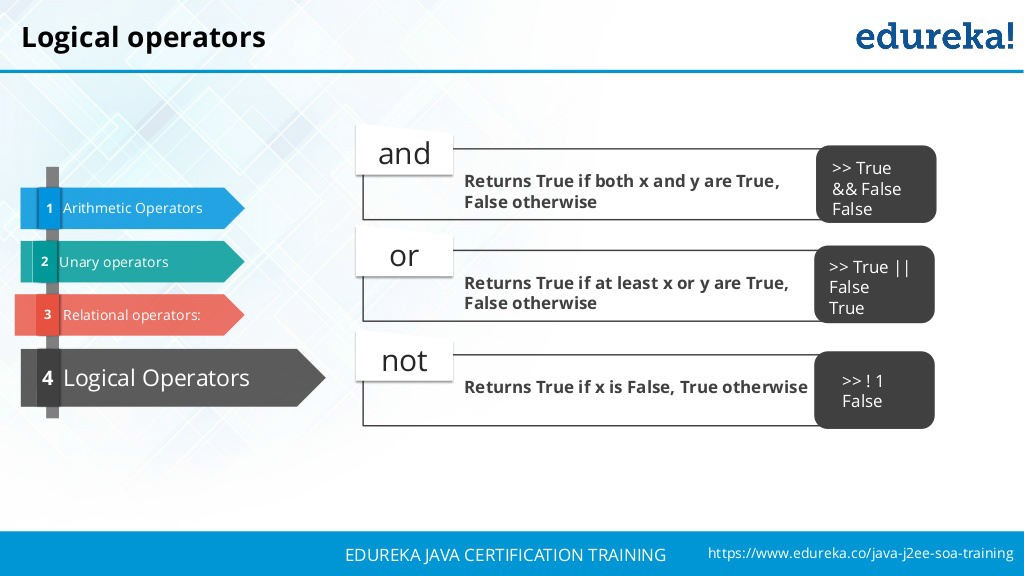 Logical operators
edureka!
1 Arithmetic Operators
2 Unary operators
3 Relational operators:
4 Logical Operators
and
Returns True if both x and y are True,
False otherwise
>> True
&& False
False
or
Returns True if at least x or y are True,
False otherwise
>> True ||
False
True
not
Returns True if x is False, True otherwise
>> ! 1
False
EDUREKA JAVA CERTIFICATION TRAINING
https://www.edureka.co/java-j2ee-soa-training